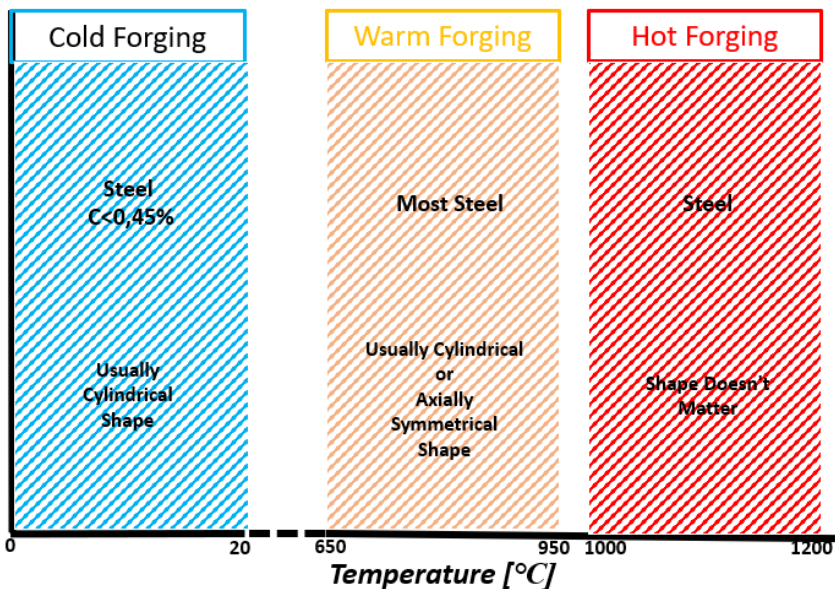 Cold Forging
Warm Forging
Hot Forging
Steel
C<0,45%
Most Steel
Steel
Usually
Cylindrical
Shape
Usually Cylindrical
or
Axially
Symmetrical
Shape
Shape Doesn't
Matter
0
20
650
950
1000
1200
Temperature [°C]